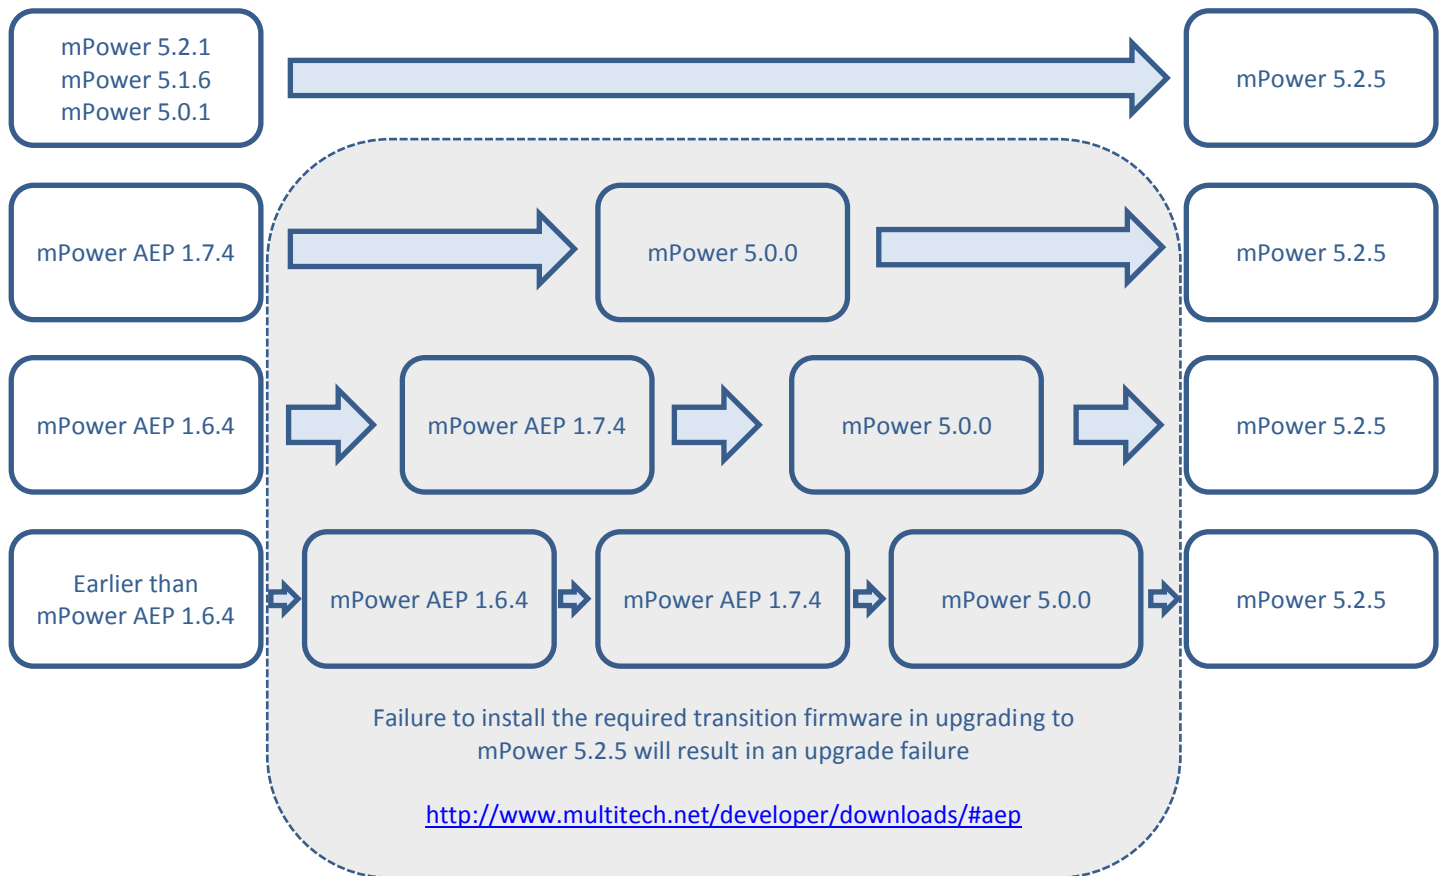 mPower 5.2.1
mPower 5.1.6
mPower 5.0.1
mPower 5.2.5
mPower AEP 1.7.4
mPower 5.0.0
mPower 5.2.5
mPower AEP 1.6.4
mPower AEP 1.7.4
mPower 5.0.0
mPower 5.2.5
Earlier than
mPower AEP 1.6.4
mPower AEP 1.6.4
mPower AEP 1.7.4
mPower 5.0.0
mPower 5.2.5
Failure to install the required transition firmware in upgrading to
mPower 5.2.5 will result in an upgrade failure
http://www.multitech.net/developer/downloads/#aep